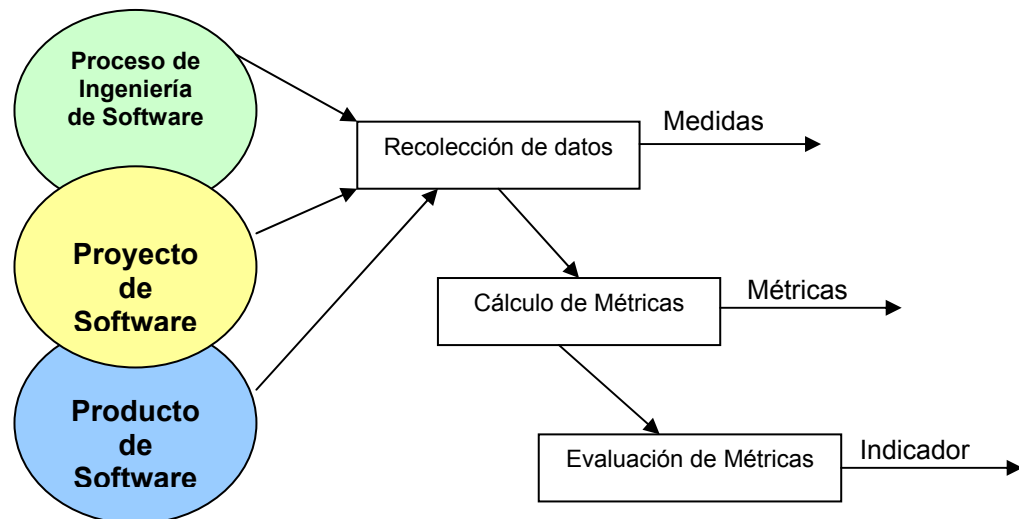 Proceso de
Ingeniería
de Software
Proyecto
de
Software
Producto
de
Software
Recolección de datos
Medidas
Cálculo de Métricas
Métricas
Evaluación de Métricas
Indicador